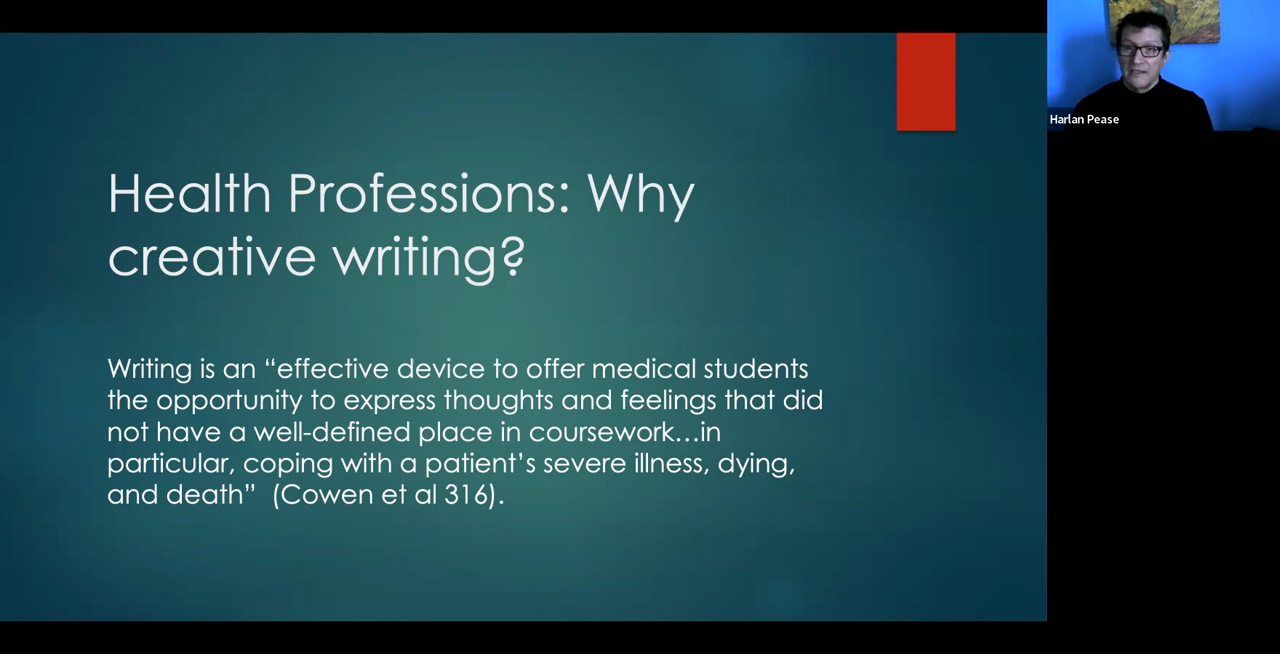 Health Professions: Why
creative writing?
Writing is an “effective device to offer medical students
the opportunity to express thoughts and feelings that did
not have a well-defined place in coursework…in
particular, coping with a patient’s severe illness, dying,
and death”  (Cowen et al 316).
Harlan Pease